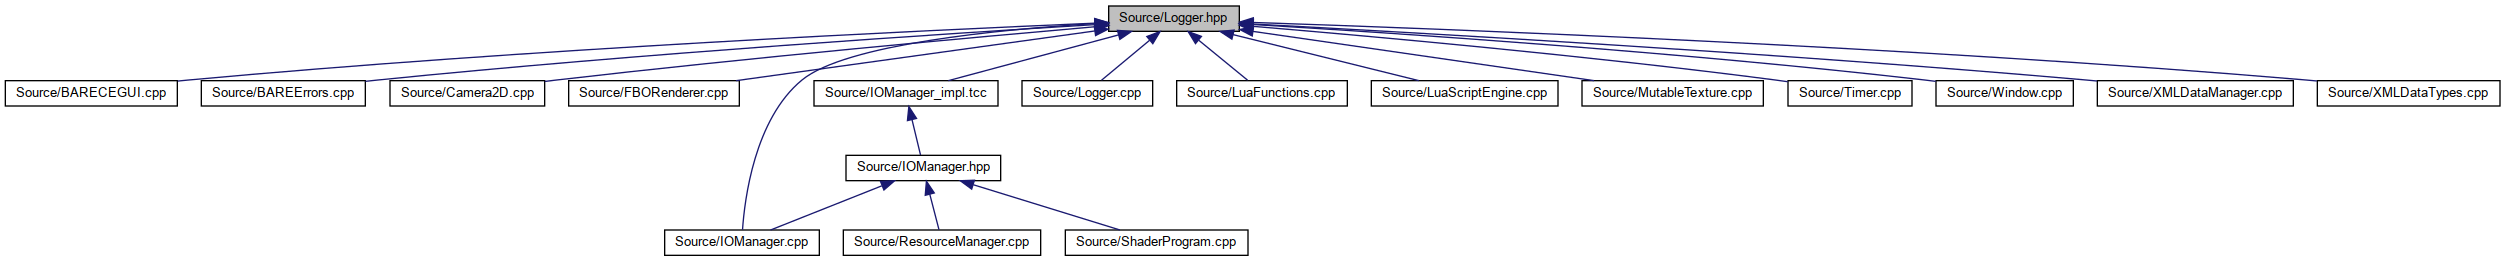 Source/Logger.hpp
Source/BARECEGUI.cpp
Source/BAREErrors.cpp
Source/Camera2D.cpp
Source/FBORenderer.cpp
Source/IOManager_impl.tcc
Source/Logger.cpp
Source/LuaFunctions.cpp
Source/LuaScriptEngine.cpp
Source/MutableTexture.cpp
Source/Timer.cpp
Source/Window.cpp
Source/XMLDataManager.cpp
Source/XMLDataTypes.cpp
Source/IOManager.hpp
Source/IOManager.cpp
Source/ResourceManager.cpp
Source/ShaderProgram.cpp